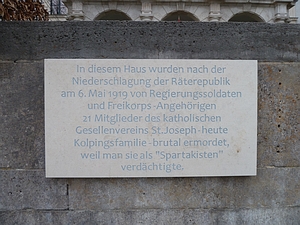 In diesem Haus wurden nach der
Niederschlagung der Räterepublik
am 6. Mai 1919 von Regierungssoldaten
und Freikorps-Angehörigen
21 Mitglieder des katholischen
Gesellenvereins St. Joseph - heute
Kolpingsfamilie - brutal ermordet,
weil man sie als "Spartakisten"
verdächtigte.